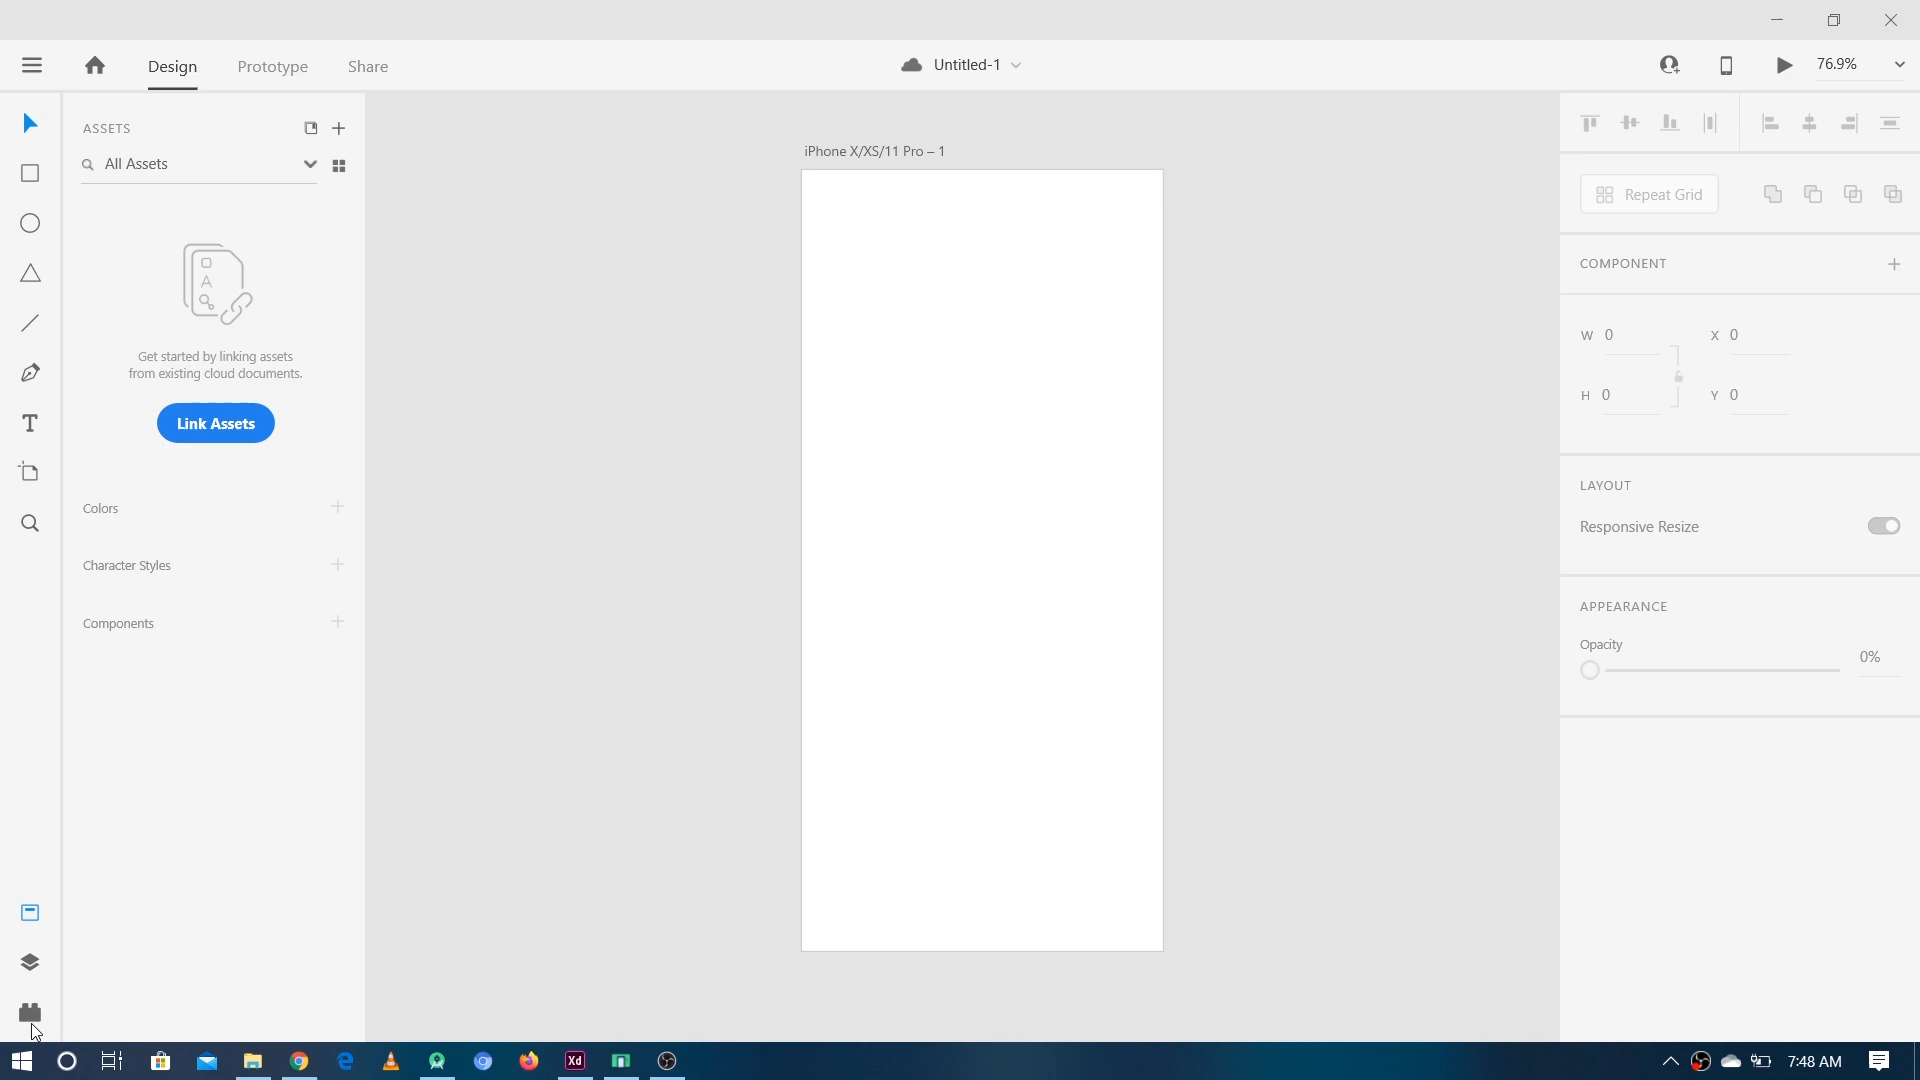 Design
Prototype
Share
Untitled-1
76.9%
ASSETS
All Assets
A
Get started by linking assets
from existing cloud documents.
Link Assets
Colors
Character Styles
Components
iPhone X/XS/11 Pro – 1
Repeat Grid
COMPONENT
W 0
X 0
H 0
Y 0
LAYOUT
Responsive Resize
APPEARANCE
Opacity
0%
T
Xd
7:48 AM